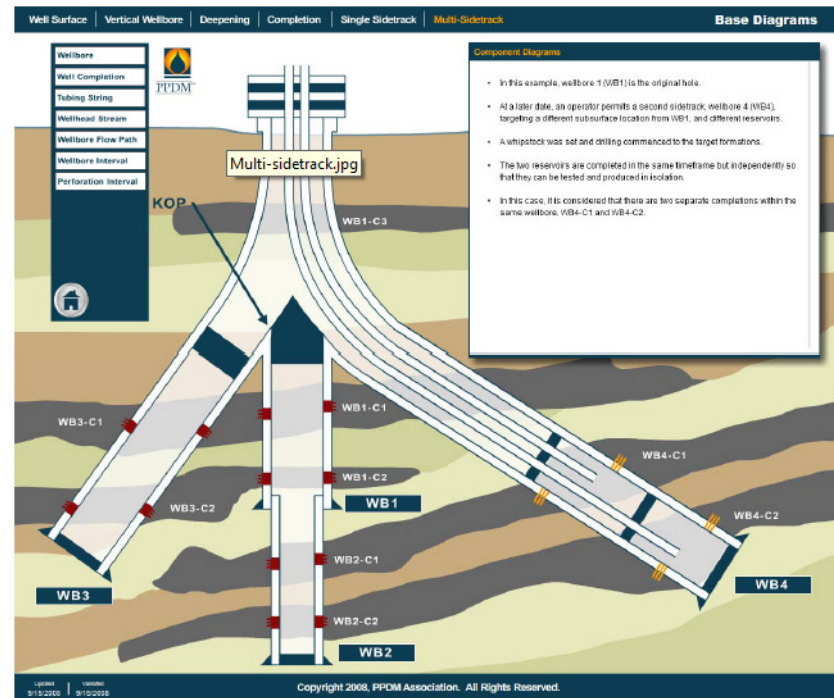 Well Surface | Vertical Wellbore | Deepening | Completion | Single Sidetrack | Multi-Sidetrack
Base Diagrams
Wellbore
Well Completion
Tubing String
Wellhead Stream
Wellbore Flow Path
Wellbore Interval
Perforation Interval
PPDM
Component Diagrams
• In this example, wellbore 1 (WB1) is the original hole.
• At a later date, an operator permits a second sidetrack, wellbore 4 (WB4),
targeting a different subsurface location from WB1, and different reservoirs.
• A whipstock was set and drilling commenced to the target formations.
• The two reservoirs are completed in the same timeframe but independently so
that they can be tested and produced in isolation.
• In this case, it is considered that there are two separate completions within the
same wellbore, WB4-C1 and WB4-C2.
Multi-sidetrack.jpg
KOP
WB1-C3
WB3-C1
WB1-C1
WB4-C1
WB1-C2
WB3-C2
WB1
WB4-C2
WB2-C1
WB4
WB3
WB2-C2
WB2
Updated | Validated
9/15/2008 | 9/15/2008
Copyright 2008, PPDM Association. All Rights Reserved.